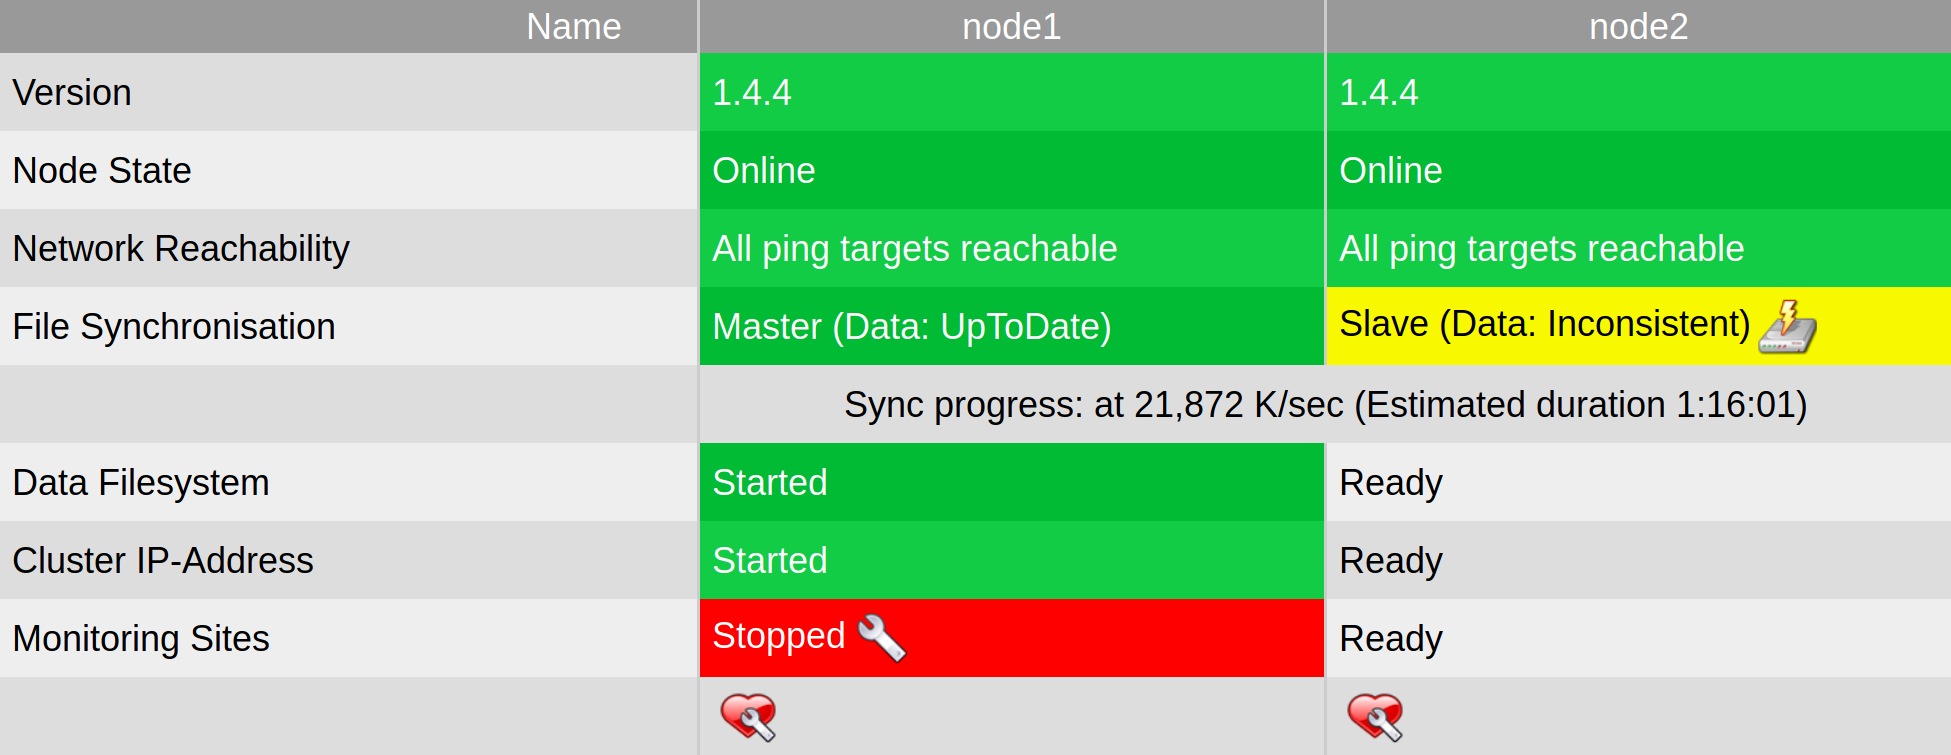 Name node1 node2
Version 1.4.4 1.4.4
Node State Online Online
Network Reachability All ping targets reachable All ping targets reachable
File Synchronisation Master (Data: UpToDate) Slave (Data: Inconsistent)
Sync progress: at 21,872 K/sec (Estimated duration 1:16:01)
Data Filesystem Started Ready
Cluster IP-Address Started Ready
Monitoring Sites Stopped Ready